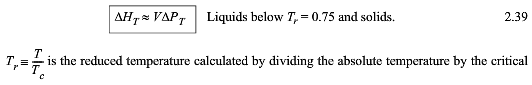 ΔH_T ≈ VΔP_T Liquids below T_r = 0.75 and solids. 2.39
T_r ≡ T/T_c is the reduced temperature calculated by dividing the absolute temperature by the critical